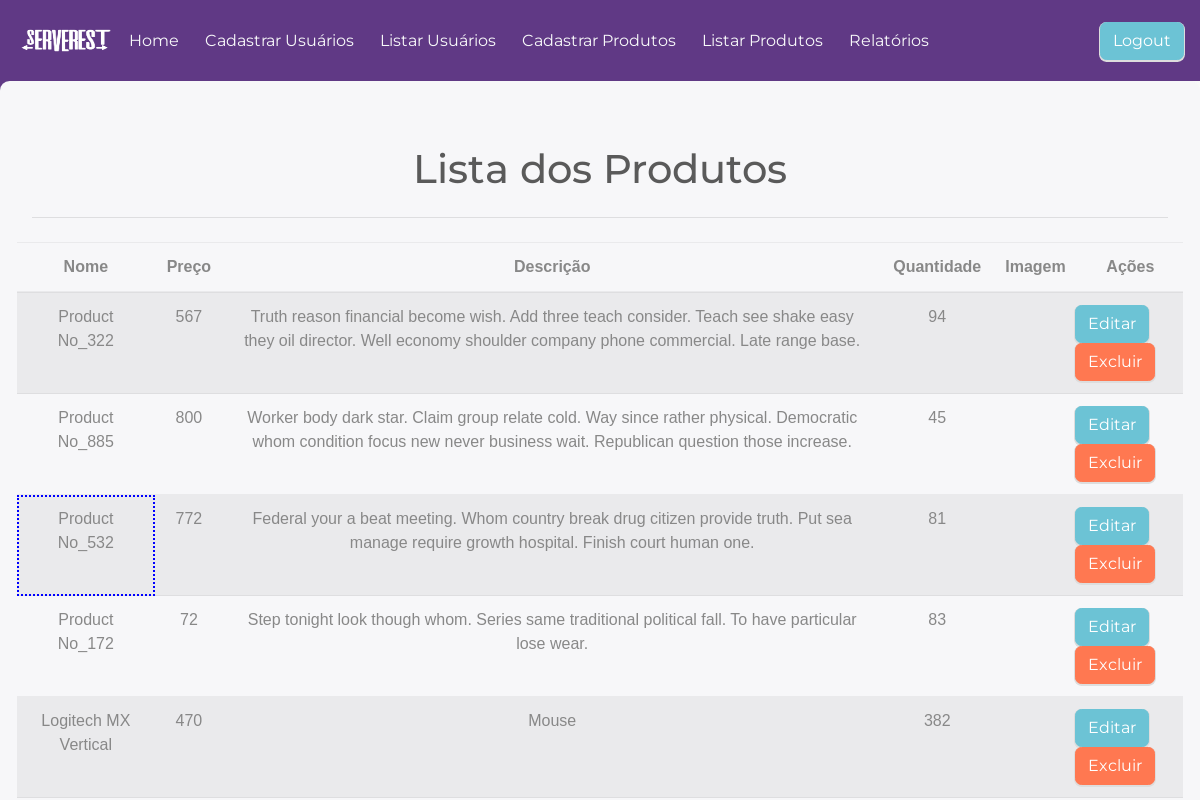 SERVEREST Home Cadastrar Usuários Listar Usuários Cadastrar Produtos Listar Produtos Relatórios Logout
Lista dos Produtos
Nome Preço Descrição Quantidade Imagem Ações
Product 567 Truth reason financial become wish. Add three teach consider. Teach see shake easy 94 Editar
No_322 they oil director. Well economy shoulder company phone commercial. Late range base.
Excluir
Product 800 Worker body dark star. Claim group relate cold. Way since rather physical. Democratic 45 Editar
No_885 whom condition focus new never business wait. Republican question those increase.
Excluir
Product 772 Federal your a beat meeting. Whom country break drug citizen provide truth. Put sea 81 Editar
No_532 manage require growth hospital. Finish court human one.
Excluir
Product 72 Step tonight look though whom. Series same traditional political fall. To have particular 83 Editar
No_172 lose wear.
Excluir
Logitech MX 470 Mouse 382 Editar
Vertical
Excluir